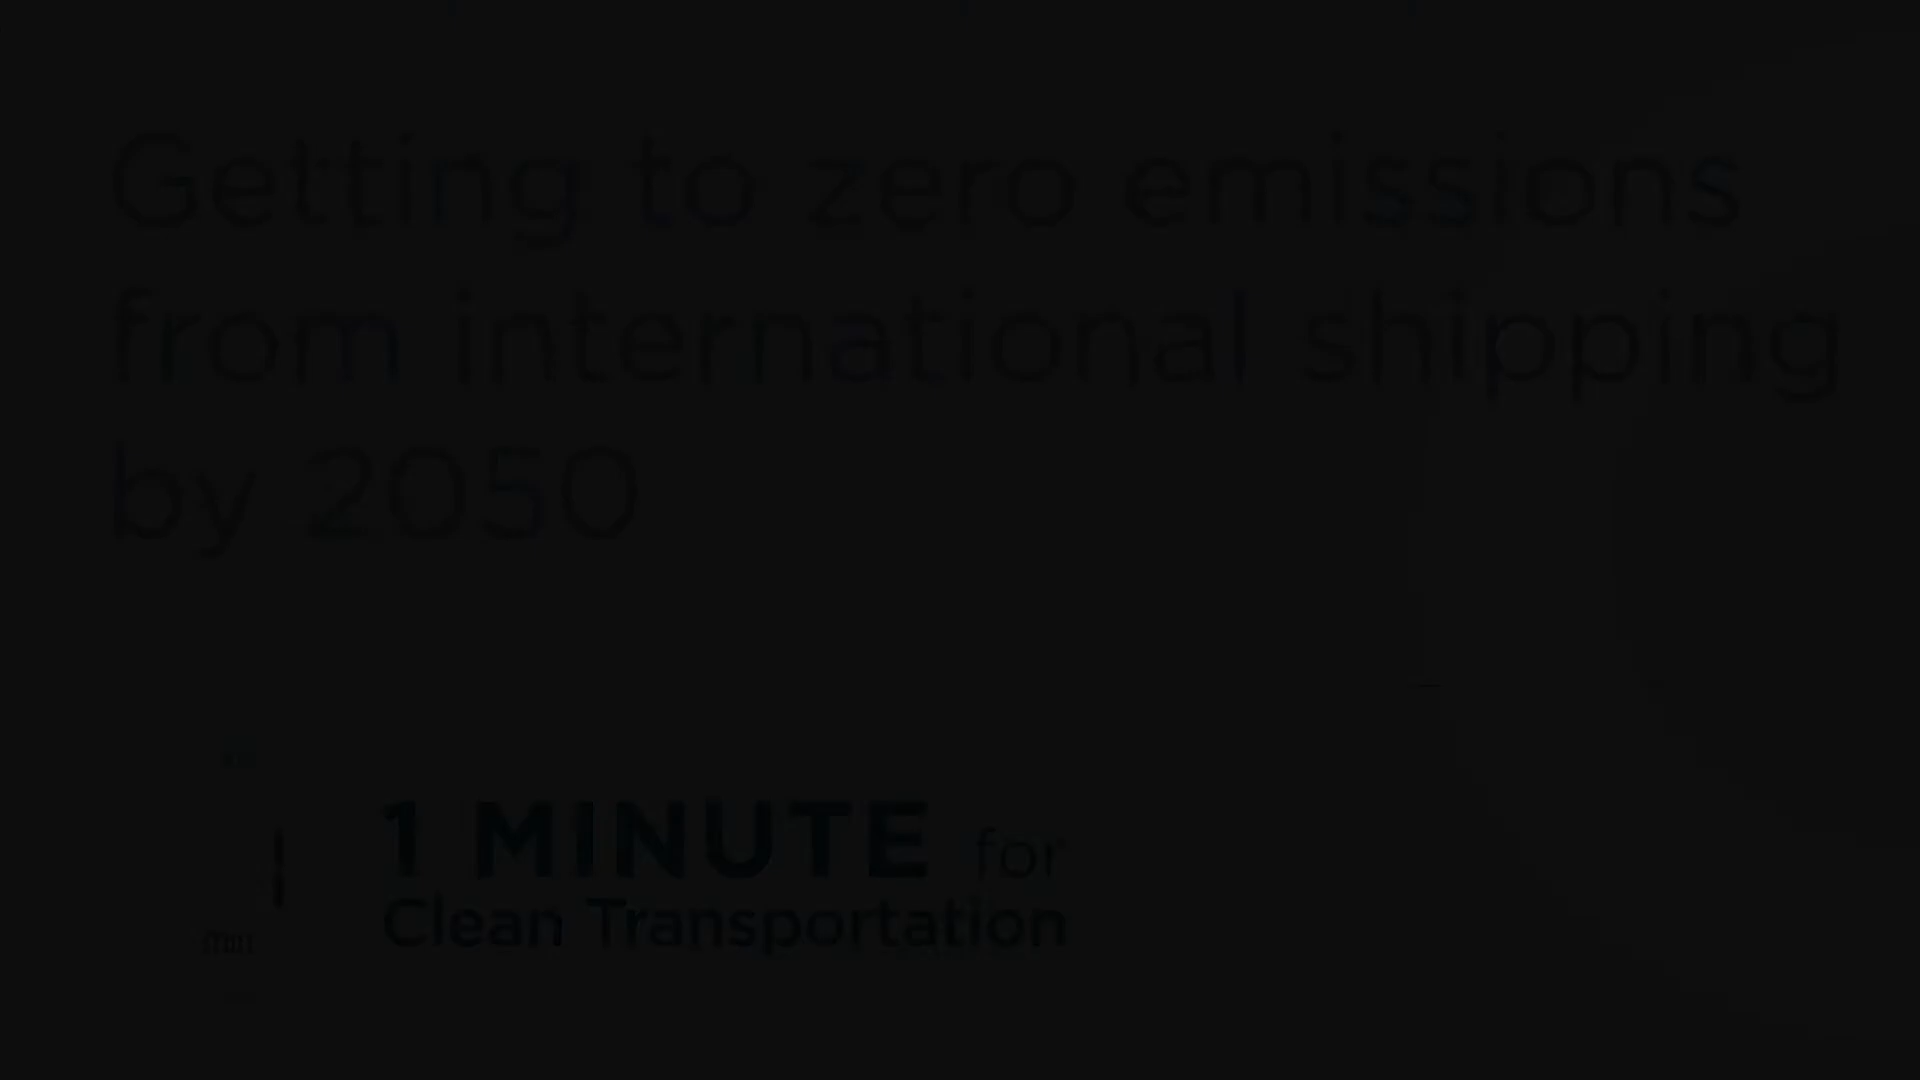 Getting to zero emissions
from international shipping
by 2050
1 MINUTE for
Clean Transportation